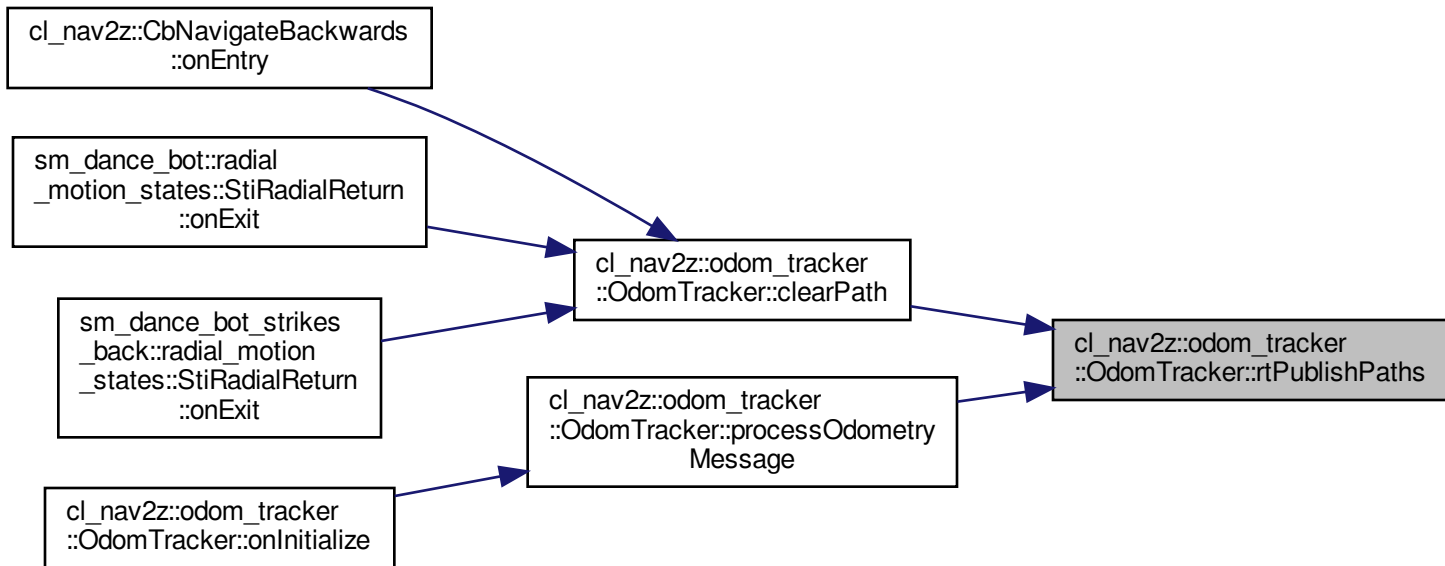 cl_nav2z::CbNavigateBackwards
::onEntry
sm_dance_bot::radial
_motion_states::StiRadialReturn
::onExit
sm_dance_bot_strikes
_back::radial_motion
_states::StiRadialReturn
::onExit
cl_nav2z::odom_tracker
::OdomTracker::onInitialize
cl_nav2z::odom_tracker
::OdomTracker::clearPath
cl_nav2z::odom_tracker
::OdomTracker::processOdometry
Message
cl_nav2z::odom_tracker
::OdomTracker::rtPublishPaths